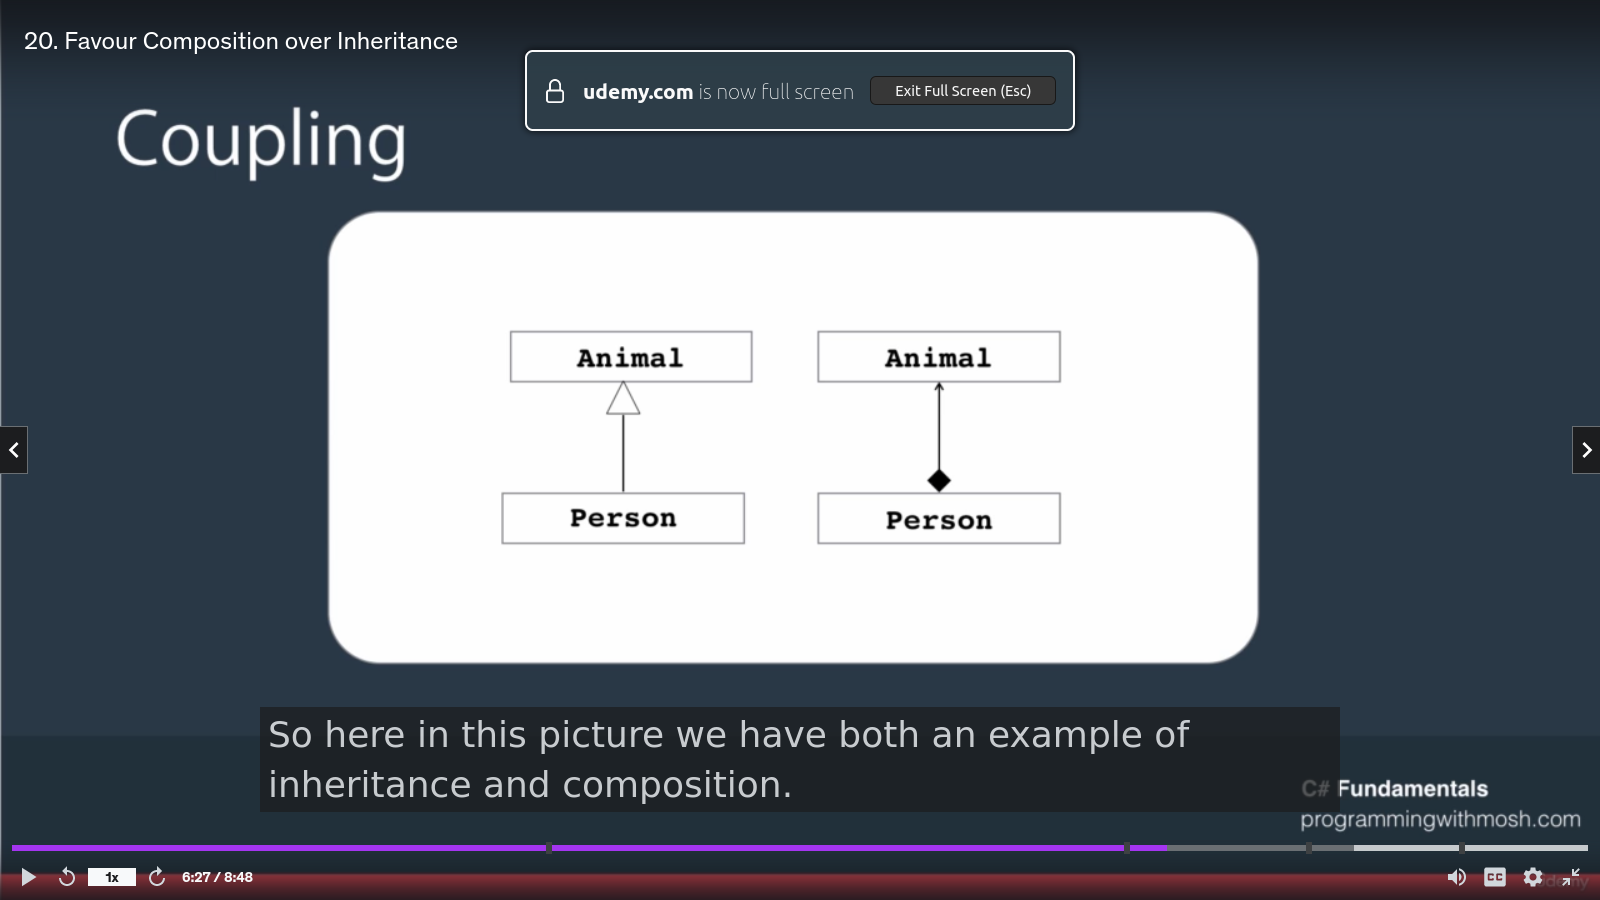 20. Favour Composition over Inheritance
udemy.com is now full screen
Exit Full Screen (Esc)
Coupling
Animal
Animal
Person
Person
So here in this picture we have both an example of
inheritance and composition.
C# Fundamentals
programmingwithmosh.com
1x
6:27 / 8:48
CC